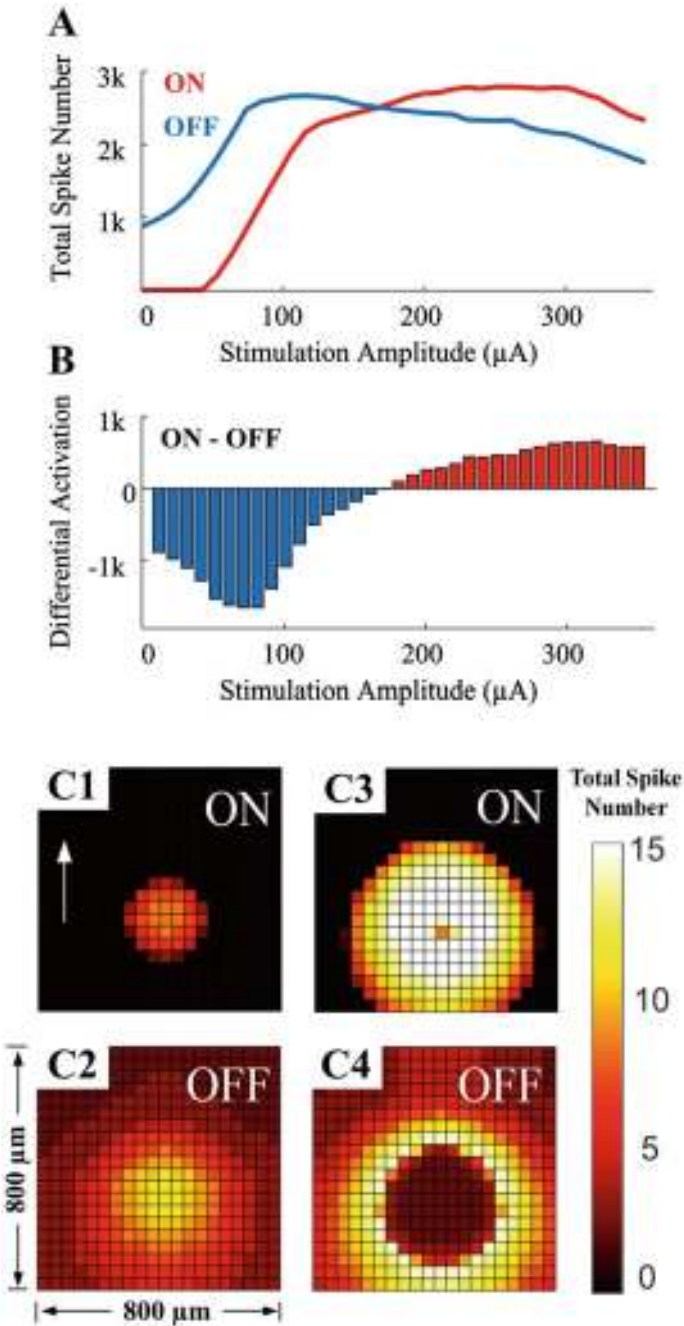 A
Total Spike Number
3k
2k
1k
ON
OFF
0 100 200 300
Stimulation Amplitude (µA)
B
Differential Activation
1k
0
-1k
ON - OFF
0 100 200 300
Stimulation Amplitude (µA)
C1
ON
C3
ON
Total Spike
Number
15
10
5
0
C2
OFF
C4
OFF
800 µm
800 µm